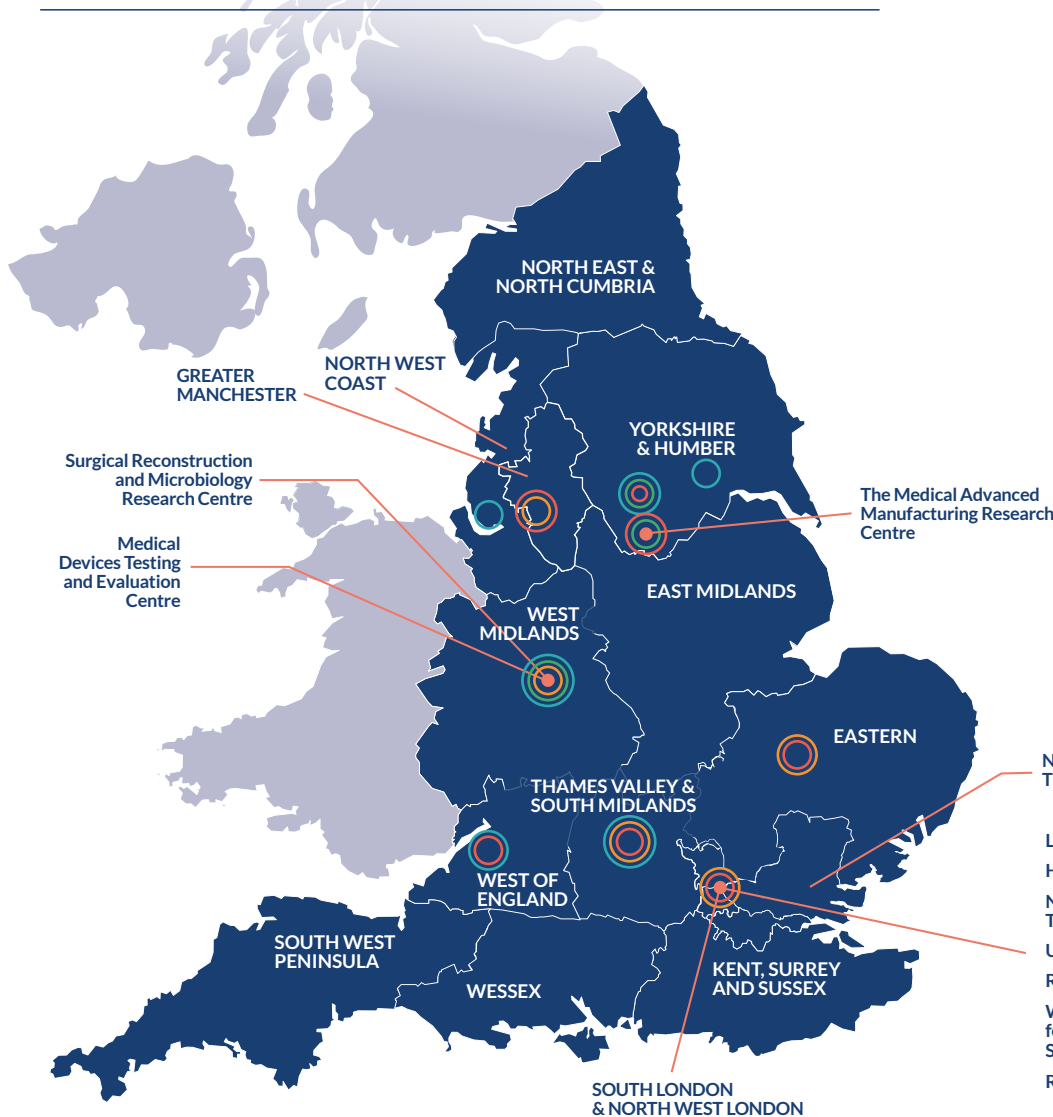 NORTH EAST &
NORTH CUMBRIA
NORTH WEST
COAST
GREATER
MANCHESTER
YORKSHIRE
& HUMBER
Surgical Reconstruction
and Microbiology
Research Centre
The Medical Advanced
Manufacturing Research
Centre
Medical
Devices Testing
and Evaluation
Centre
EAST MIDLANDS
WEST
MIDLANDS
EASTERN
THAMES VALLEY &
SOUTH MIDLANDS
WEST OF
ENGLAND
SOUTH WEST
PENINSULA
WESSEX
KENT, SURREY
AND SUSSEX
SOUTH LONDON
& NORTH WEST LONDON